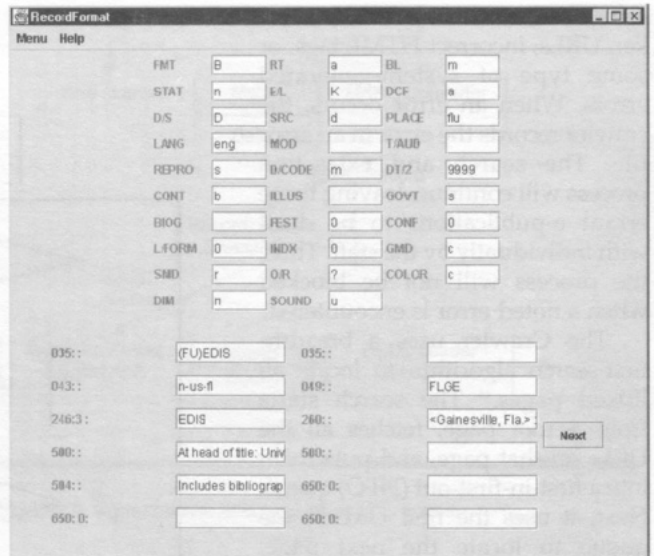 RecordFormat
Menu Help
FMT B RT a BL m
STAT n E/L K DCF a
D/S D SRC d PLACE flu
LANG eng MOD T/AUD
REPRO s D/CODE m DT/2 9999
CONT b ILLUS GOVT s
BIOG FEST 0 CONF 0
L/FORM 0 INDX 0 GMD
SMD r O/R ? COLOR c
DIM n SOUND u
035: : (FU)EDIS 035: :
043: : n-us-fl 049: : FLGE
246:3 : EDIS 260: : <Gainesville, Fla.>
500: : At head of title: Univ 500: :
504: : Includes bibliograp 650: 0:
650: 0: 650: 0:
Next